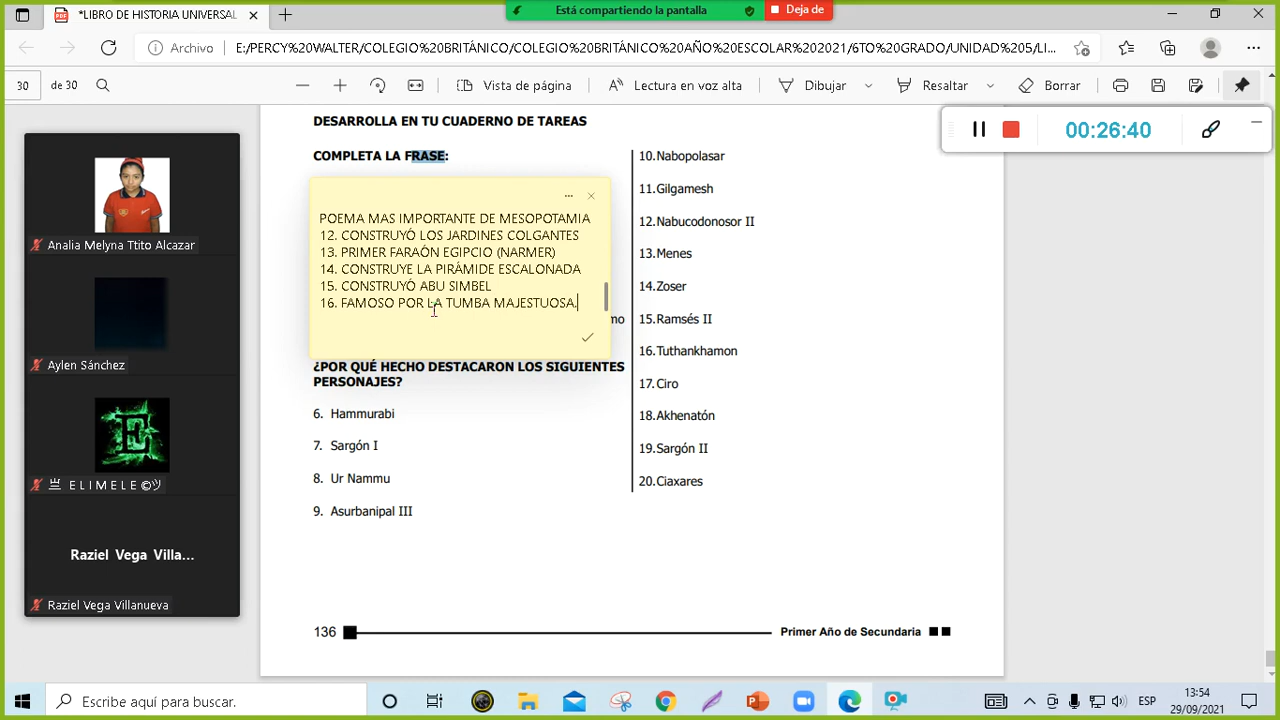 Está compartiendo la pantalla
Deja de
*LIBRO DE HISTORIA UNIVERSAL
Archivo
E:/PERCY%20WALTER/COLEGIO%20BRITÁNICO/COLEGIO%20BRITÁNICO%20AÑO%20ESCOLAR%202021/6TO%20GRADO/UNIDAD%205/LI...
30
de 30
Vista de página
Lectura en voz alta
Dibujar
Resaltar
Borrar
00:26:40
DESARROLLA EN TU CUADERNO DE TAREAS
COMPLETA LA FRASE:
POEMA MAS IMPORTANTE DE MESOPOTAMIA
12. CONSTRUYÓ LOS JARDINES COLGANTES
13. PRIMER FARAÓN EGIPCIO (NARMER)
14. CONSTRUYE LA PIRÁMIDE ESCALONADA
15. CONSTRUYÓ ABU SIMBEL
16. FAMOSO POR LA TUMBA MAJESTUOSA.
mo
¿POR QUÉ HECHO DESTACARON LOS SIGUIENTES
PERSONAJES?
6. Hammurabi
7. Sargón I
8. Ur Nammu
9. Asurbanipal III
10.Nabopolasar
11.Gilgamesh
12.Nabucodonosor II
13.Menes
14.Zoser
15.Ramsés II
16.Tuthankhamon
17.Ciro
18.Akhenatón
19.Sargón II
20.Ciaxares
136
Primer Año de Secundaria
Analia Melyna Ttito Alcazar
Aylen Sánchez
E L I M E L E ©ツ
Raziel Vega Villa...
Raziel Vega Villanueva
Escribe aquí para buscar.
ESP
13:54
29/09/2021